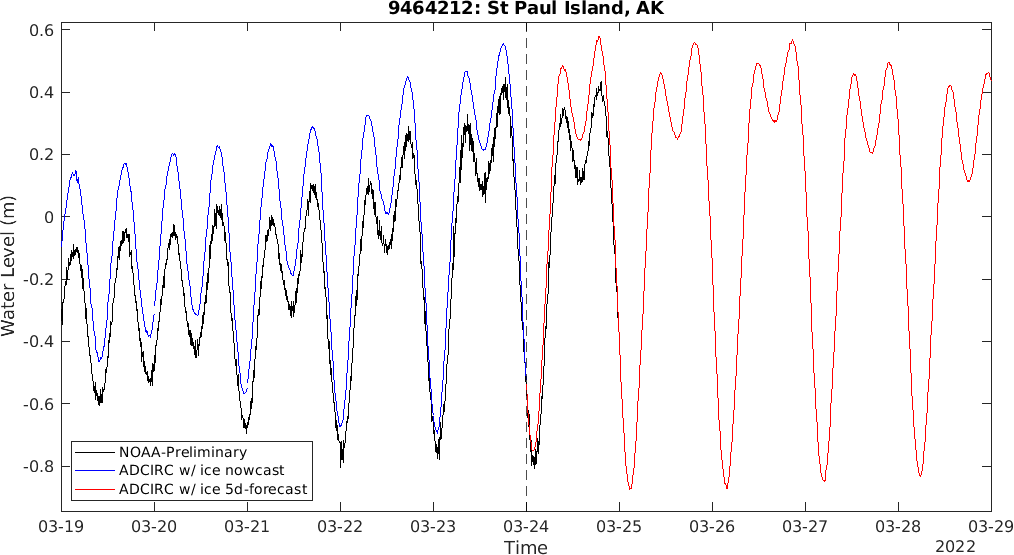 9464212: St Paul Island, AK
Water Level (m)
0.6
0.4
0.2
0
-0.2
-0.4
-0.6
-0.8
NOAA-Preliminary
ADCIRC w/ ice nowcast
ADCIRC w/ ice 5d-forecast
03-19 03-20 03-21 03-22 03-23 03-24 03-25 03-26 03-27 03-28 03-29
Time
2022